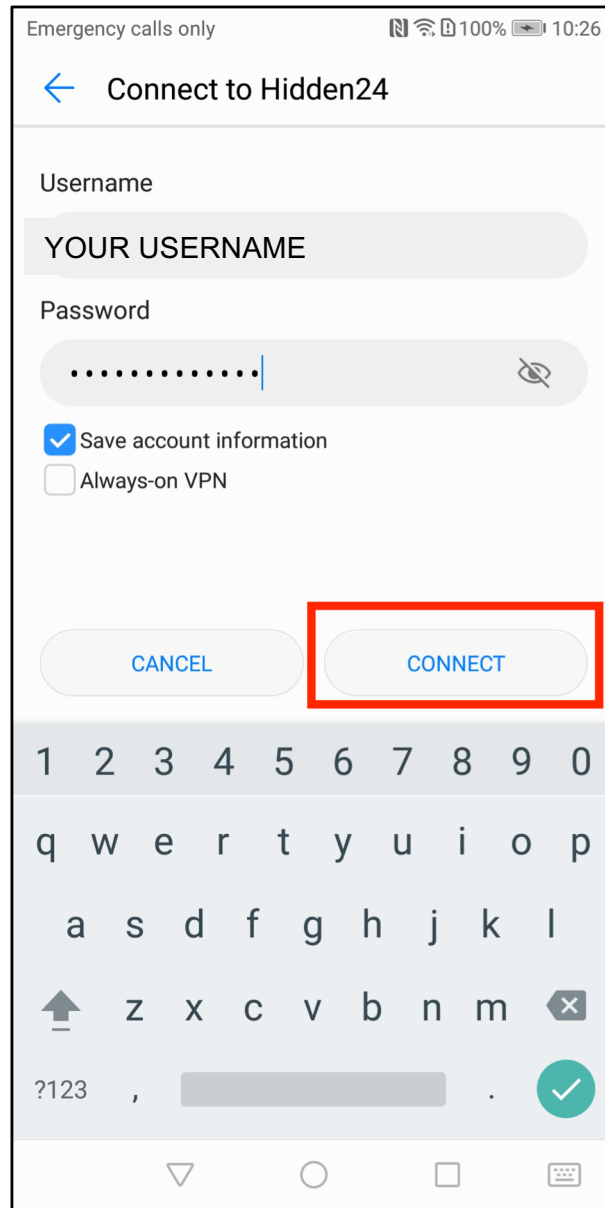 Emergency calls only 100% 10:26
Connect to Hidden24
Username
YOUR USERNAME
Password
•••••••••••••
Save account information
Always-on VPN
CANCEL CONNECT
1 2 3 4 5 6 7 8 9 0
q w e r t y u i o p
a s d f g h j k l
z x c v b n m
?123 , .